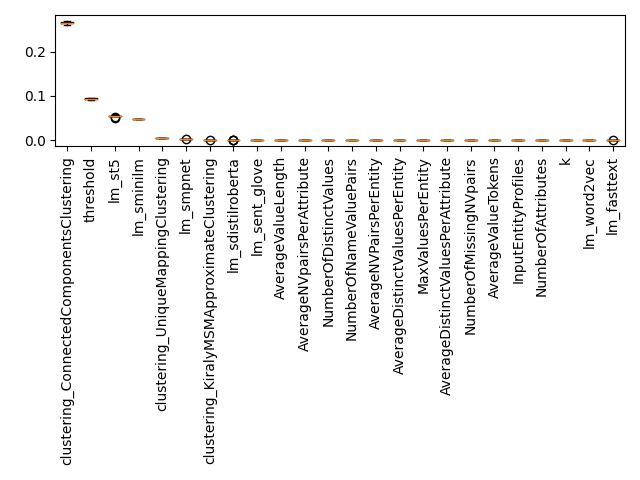 0.2
0.1
0.0
clustering_ConnectedComponentsClustering
threshold
lm_st5
lm_sminilm
clustering_UniqueMappingClustering
lm_smpnet
clustering_KiralyMSMApproximateClustering
lm_sdistilroberta
lm_sent_glove
AverageValueLength
AverageNVpairsPerAttribute
NumberOfDistinctValues
NumberOfNameValuePairs
AverageNVPairsPerEntity
AverageDistinctValuesPerEntity
MaxValuesPerEntity
AverageDistinctValuesPerAttribute
NumberOfMissingNVpairs
AverageValueTokens
InputEntityProfiles
NumberOfAttributes
k
lm_word2vec
lm_fasttext